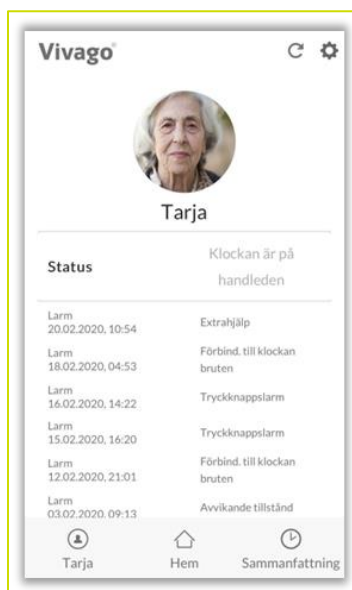 Vivago®
Tarja
Status
Klockan är på
handleden
Larm
20.02.2020, 10:54
Extrahjälp
Larm
18.02.2020, 04:53
Förbind. till klockan
bruten
Larm
16.02.2020, 14:22
Tryckknappslarm
Larm
15.02.2020, 16:20
Tryckknappslarm
Larm
12.02.2020, 21:01
Förbind. till klockan
bruten
Larm
03.02.2020, 09:13
Avvikande tillstånd
Tarja
Hem
Sammanfattning